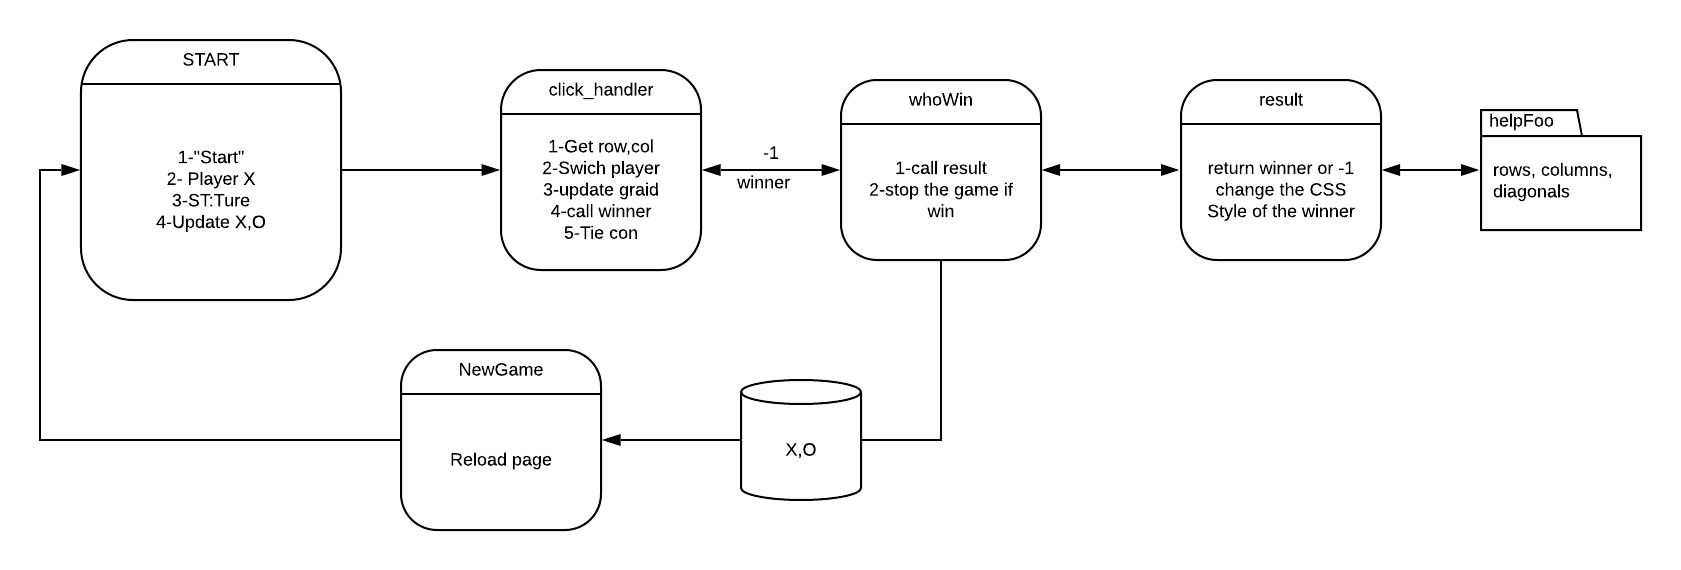 START
1-"Start"
2- Player X
3-ST:Ture
4-Update X,O
click_handler
1-Get row,col
2-Swich player
3-update graid
4-call winner
5-Tie con
-1
winner
whoWin
1-call result
2-stop the game if
win
result
return winner or -1
change the CSS
Style of the winner
helpFoo
rows, columns,
diagonals
NewGame
Reload page
X,O